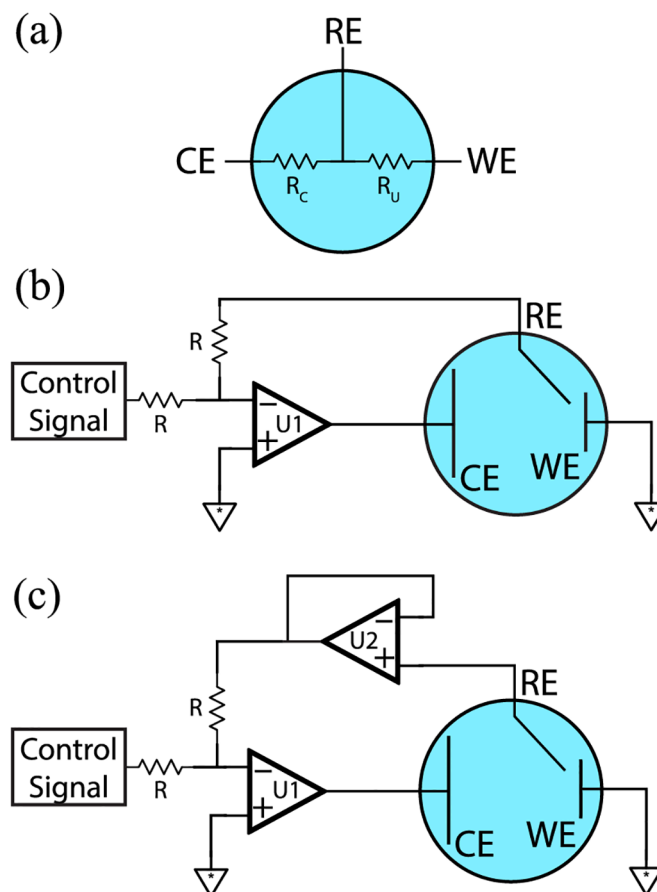 (a)
RE
CE
WE
R_C
R_U
(b)
RE
R
Control
Signal
R
−
U1
+
CE
WE
*
*
(c)
−
U2
+
RE
R
Control
Signal
R
−
U1
+
CE
WE
*
*